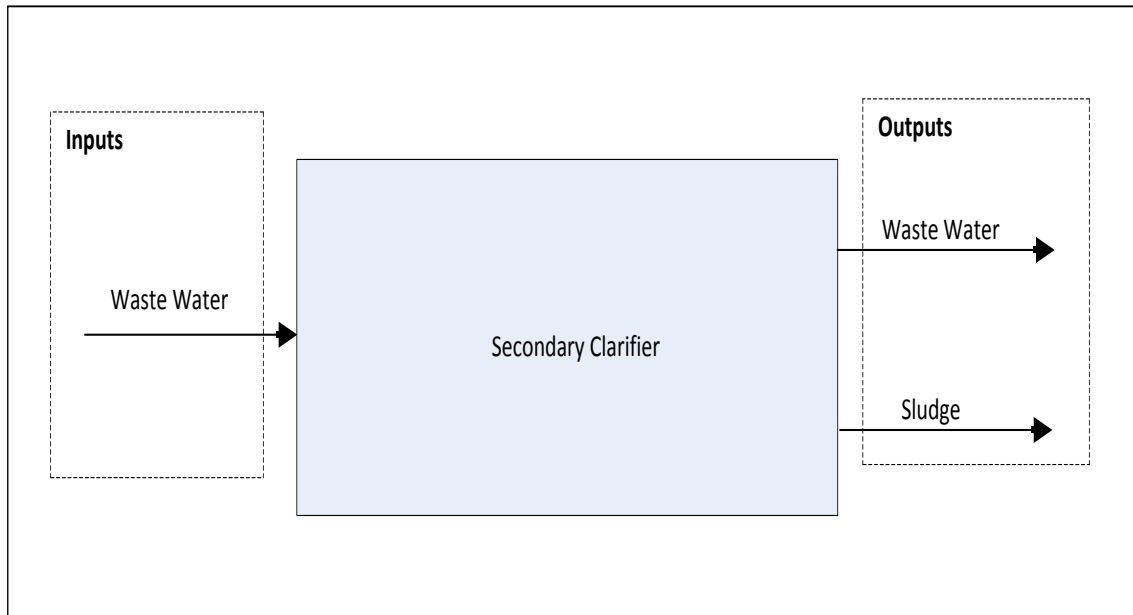 Inputs
Waste Water
Secondary Clarifier
Outputs
Waste Water
Sludge